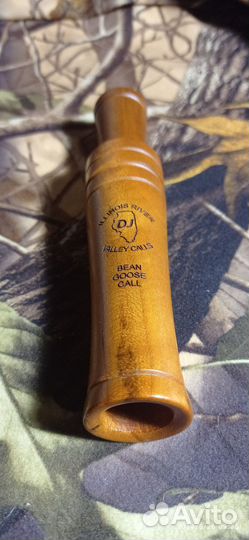 ILLINOIS RIVER
DJ
VALLEY CALLS
BEAN
GOOSE
CALL
Avito